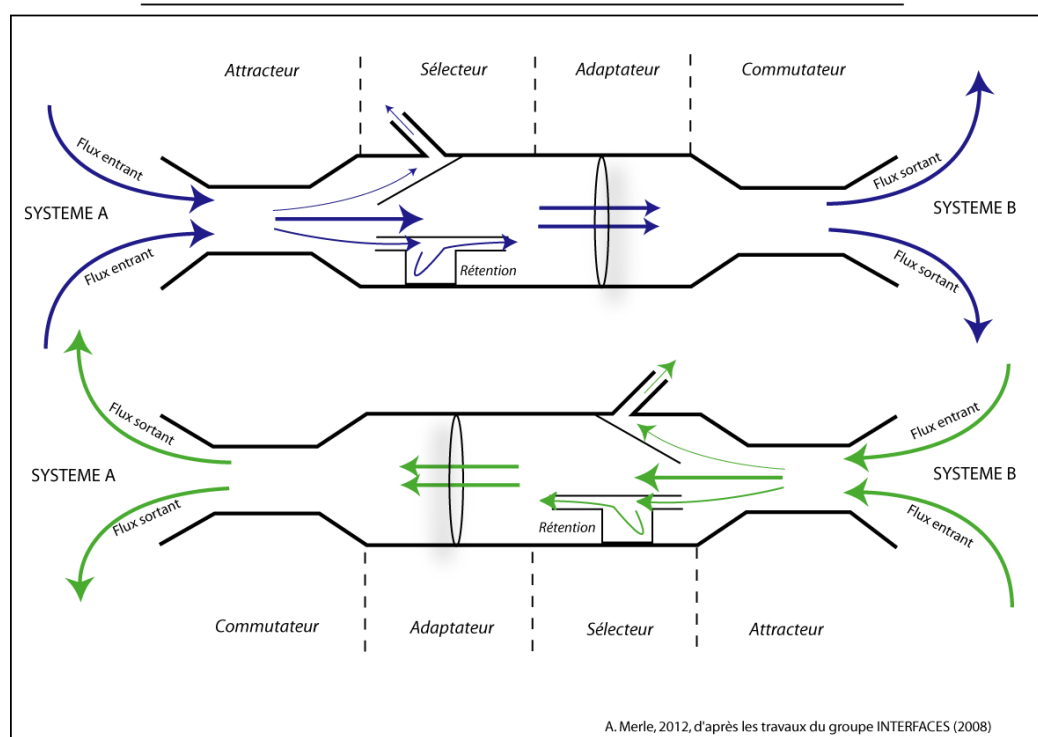 Attracteur Sélecteur Adaptateur Commutateur
Flux entrant
Flux sortant
SYSTEME A
SYSTEME B
Flux entrant
Rétention
Flux sortant
Flux sortant
Flux entrant
SYSTEME A
SYSTEME B
Flux sortant
Rétention
Flux entrant
Commutateur Adaptateur Sélecteur Attracteur
A. Merle, 2012, d'après les travaux du groupe INTERFACES (2008)